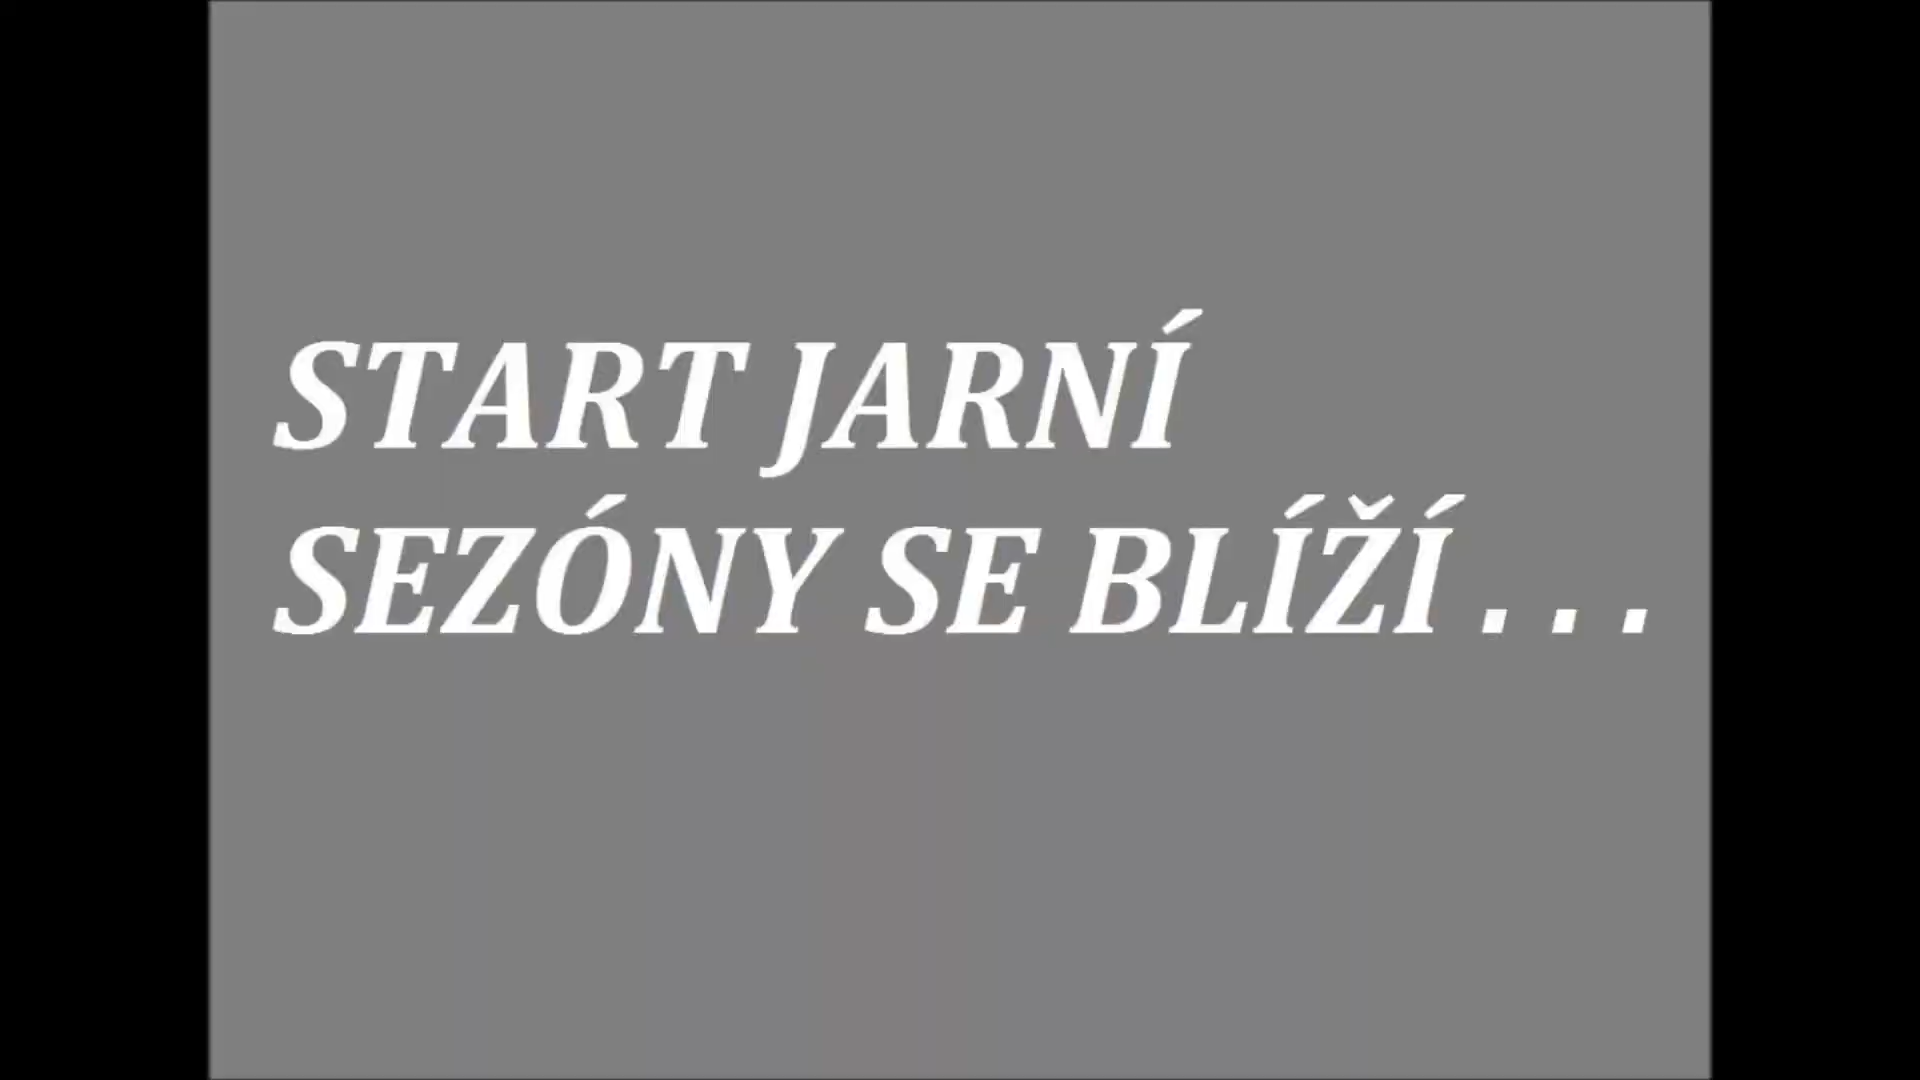 START JARNÍ
SEZÓNY SE BLÍŽÍ . . .